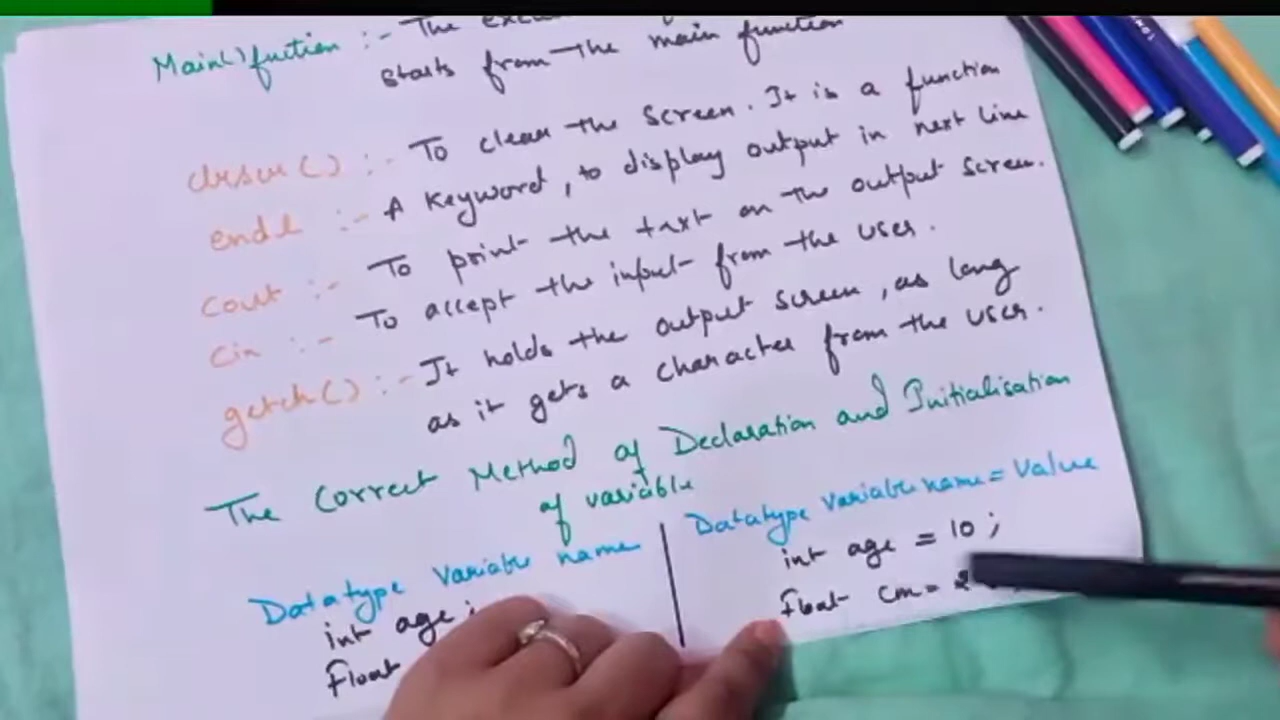 Main() fuction :- The
starts from the main function
clrscr() :- To clear the screen. It is a function
endl :- A keyword, to display output in next line
cout :- To print the text on the output screen.
cin :- To accept the input from the user.
getch() :- It holds the output screen, as long
as it gets a character from the user.
The Correct Method of Declaration and Initialisation
of variable
Datatype Variable name
int age ;
float
Datatype Variable name = Value
int age = 10 ;
float cm =